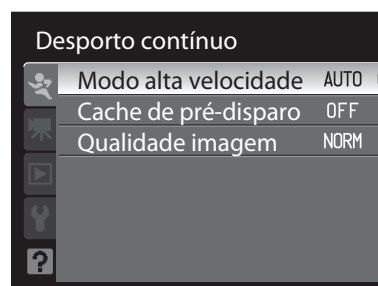 Desporto contínuo
Modo alta velocidade AUTO
Cache de pré-disparo OFF
Qualidade imagem NORM
?